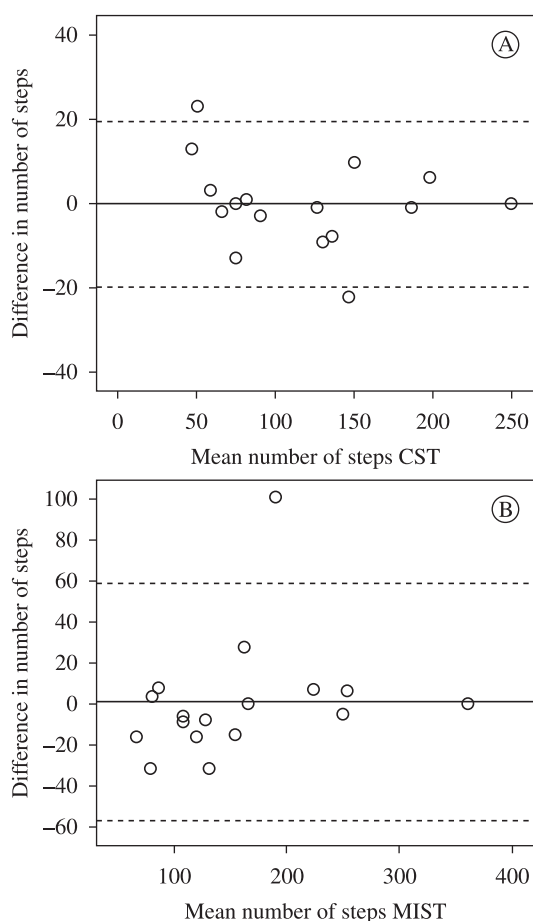 A
Difference in number of steps
40
20
0
−20
−40
0 50 100 150 200 250
Mean number of steps CST
B
Difference in number of steps
100
80
60
40
20
0
−20
−40
−60
100 200 300 400
Mean number of steps MIST